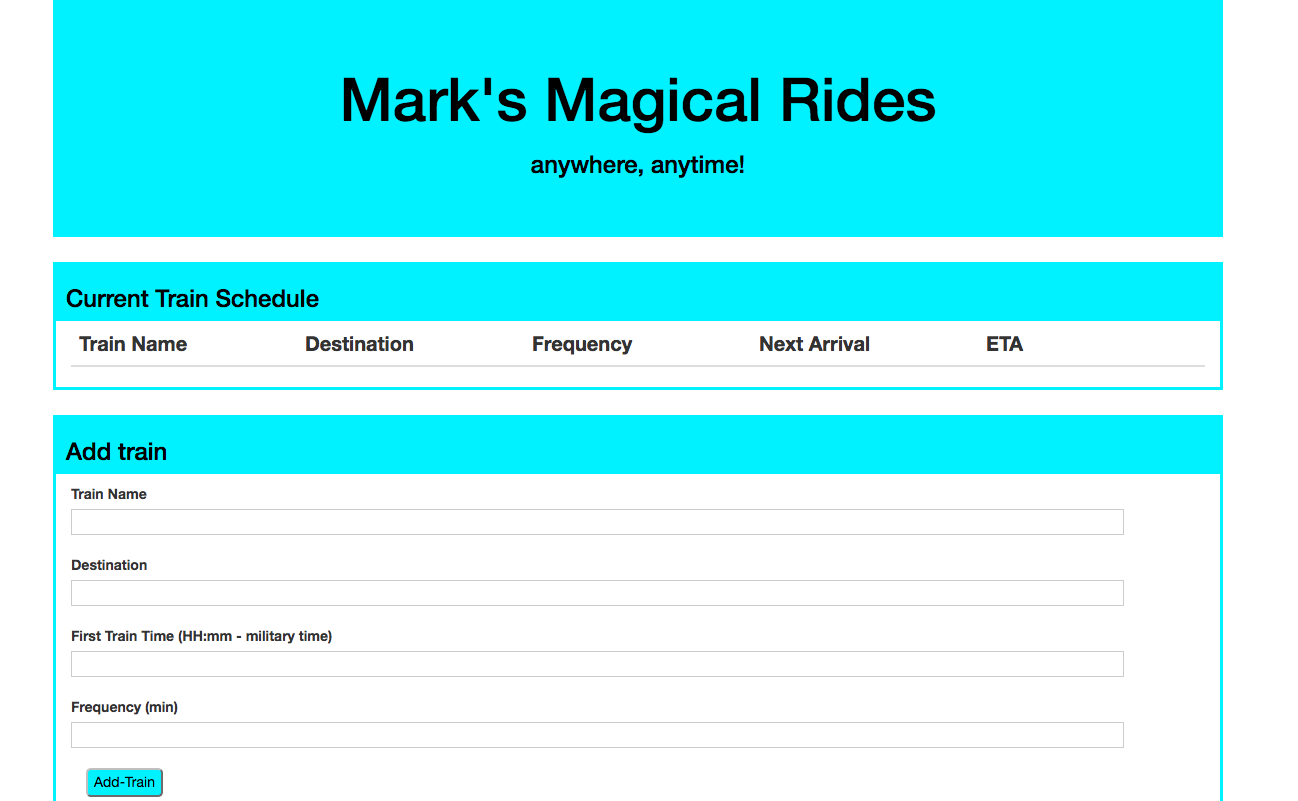 Mark's Magical Rides
anywhere, anytime!
Current Train Schedule
Train Name Destination Frequency Next Arrival ETA
Add train
Train Name
Destination
First Train Time (HH:mm - military time)
Frequency (min)
Add-Train